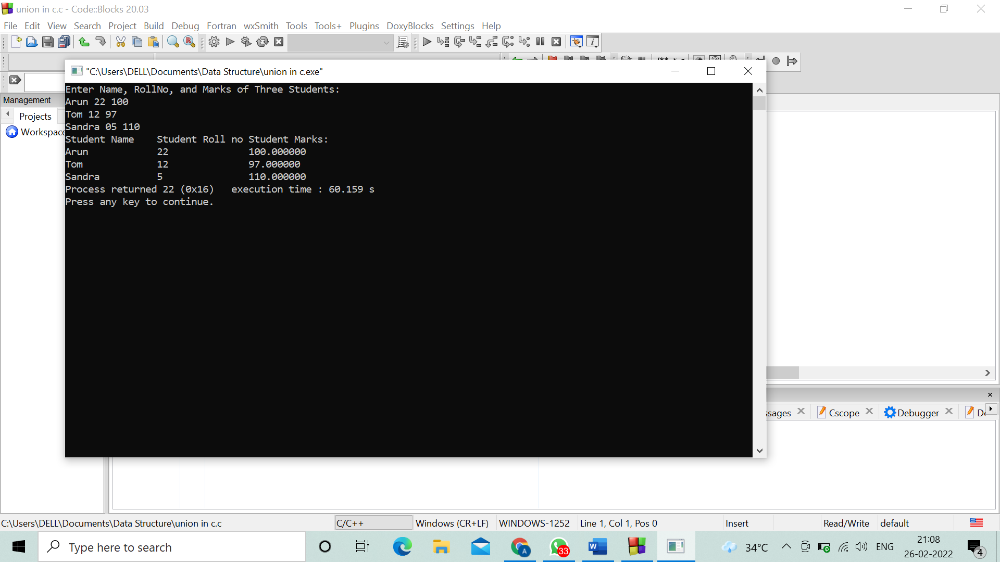 union in c.c - Code::Blocks 20.03
File Edit View Search Project Build Debug Fortran wxSmith Tools Tools+ Plugins DoxyBlocks Settings Help
"C:\Users\DELL\Documents\Data Structure\union in c.exe"
Management
Projects
Workspace
Enter Name, RollNo, and Marks of Three Students:
Arun 22 100
Tom 12 97
Sandra 05 110
Student Name    Student Roll no Student Marks:
Arun            22              100.000000
Tom             12              97.000000
Sandra          5               110.000000
Process returned 22 (0x16)   execution time : 60.159 s
Press any key to continue.
ssages Cscope Debugger
C:\Users\DELL\Documents\Data Structure\union in c.c C/C++ Windows (CR+LF) WINDOWS-1252 Line 1, Col 1, Pos 0 Insert Read/Write default
Type here to search
A
33
W
34°C ENG
21:08
26-02-2022
4